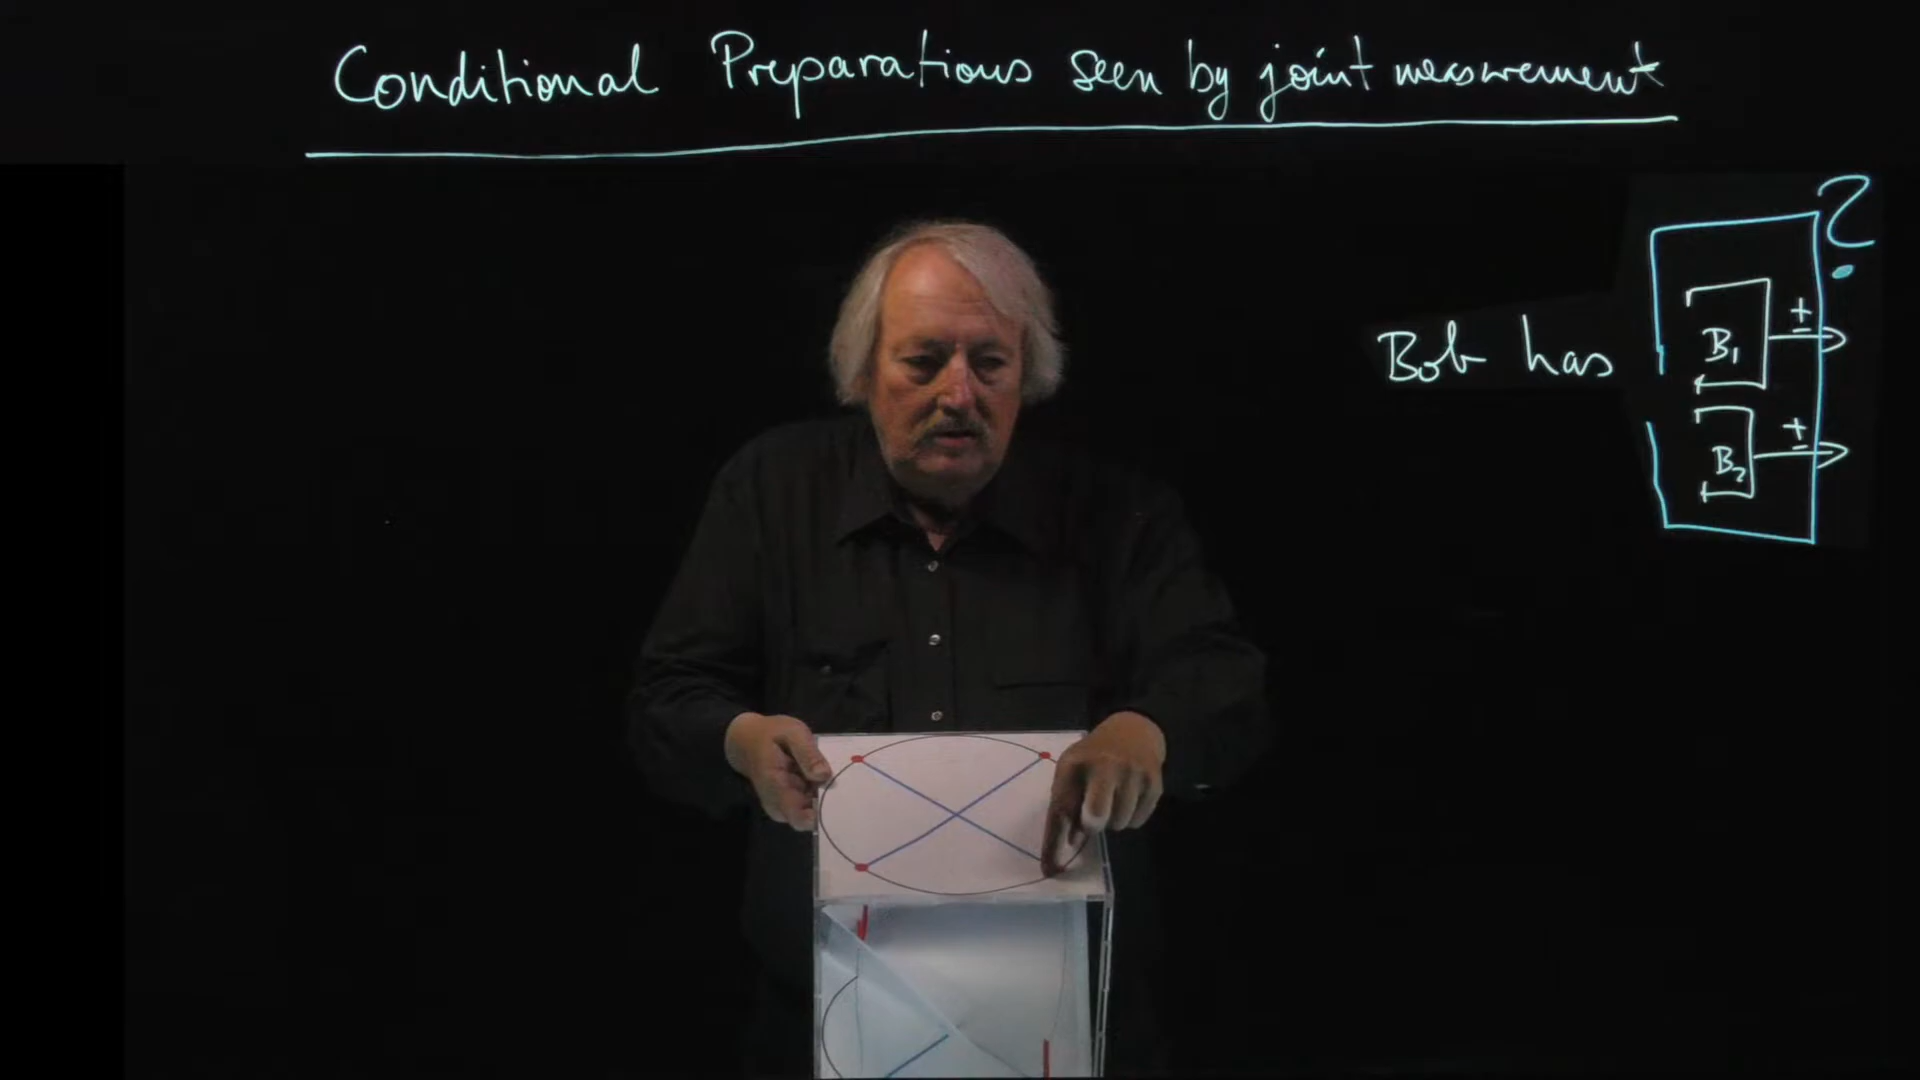 Conditional Preparations seen by joint measurement
?
Bob has
B₁ ±
B₂ ±